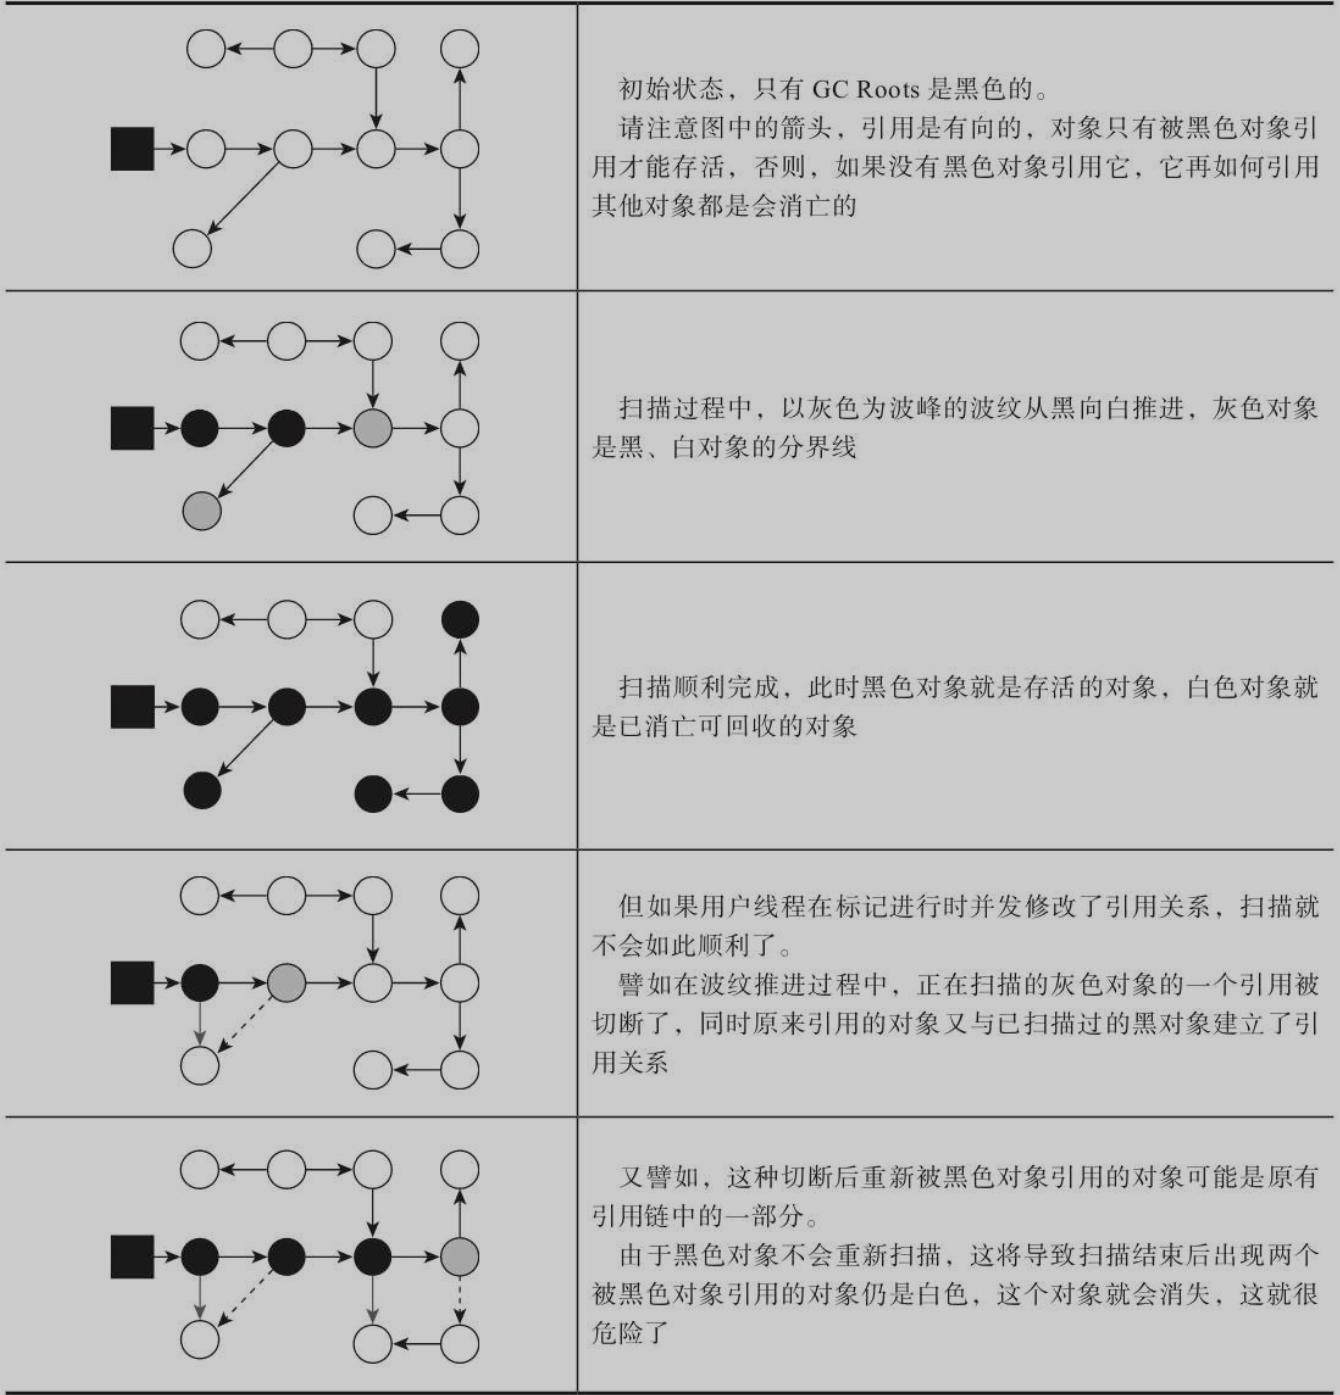 初始状态，只有 GC Roots 是黑色的。
请注意图中的箭头，引用是有向的，对象只有被黑色对象引
用才能存活，否则，如果没有黑色对象引用它，它再如何引用
其他对象都是会消亡的
扫描过程中，以灰色为波峰的波纹从黑向白推进，灰色对象
是黑、白对象的分界线
扫描顺利完成，此时黑色对象就是存活的对象，白色对象就
是已消亡可回收的对象
但如果用户线程在标记进行时并发修改了引用关系，扫描就
不会如此顺利了。
譬如在波纹推进过程中，正在扫描的灰色对象的一个引用被
切断了，同时原来引用的对象又与已扫描过的黑对象建立了引
用关系
又譬如，这种切断后重新被黑色对象引用的对象可能是原有
引用链中的一部分。
由于黑色对象不会重新扫描，这将导致扫描结束后出现两个
被黑色对象引用的对象仍是白色，这个对象就会消失，这就很
危险了